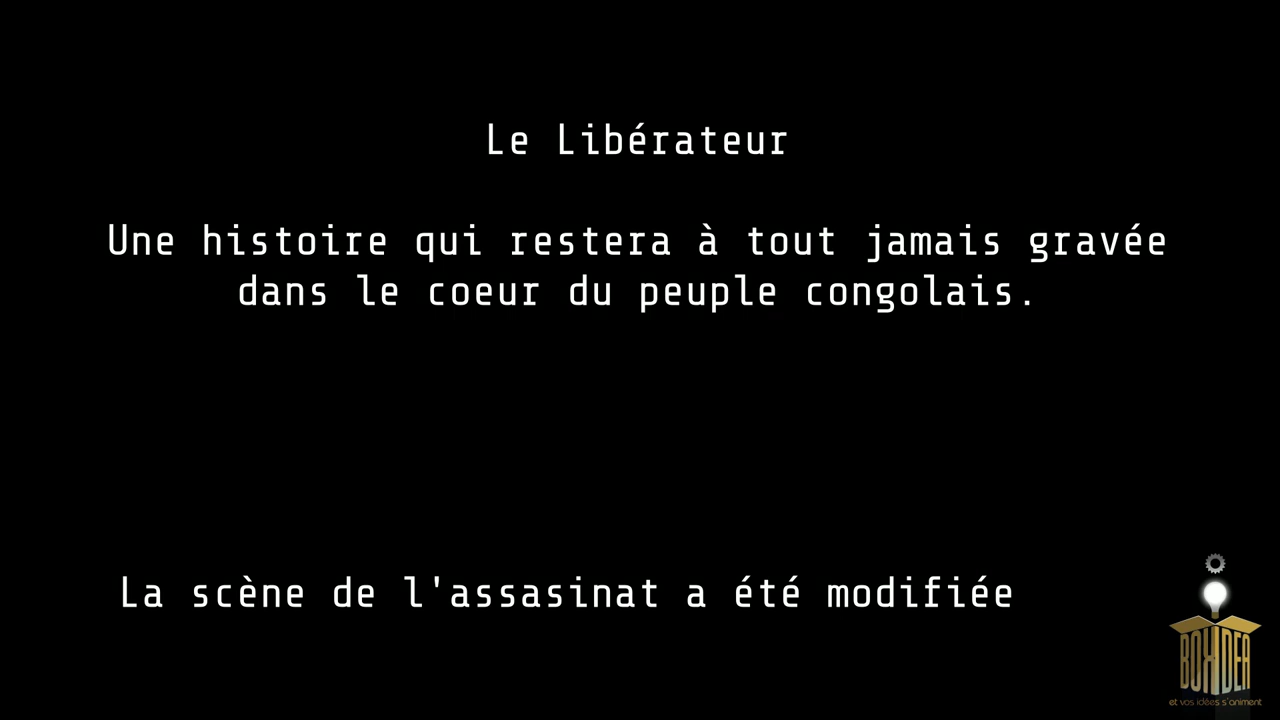 Le Libérateur
Une histoire qui restera à tout jamais gravée
dans le coeur du peuple congolais.
La scène de l'assasinat a été modifiée
BOXIDEA
et vos idées s'animent